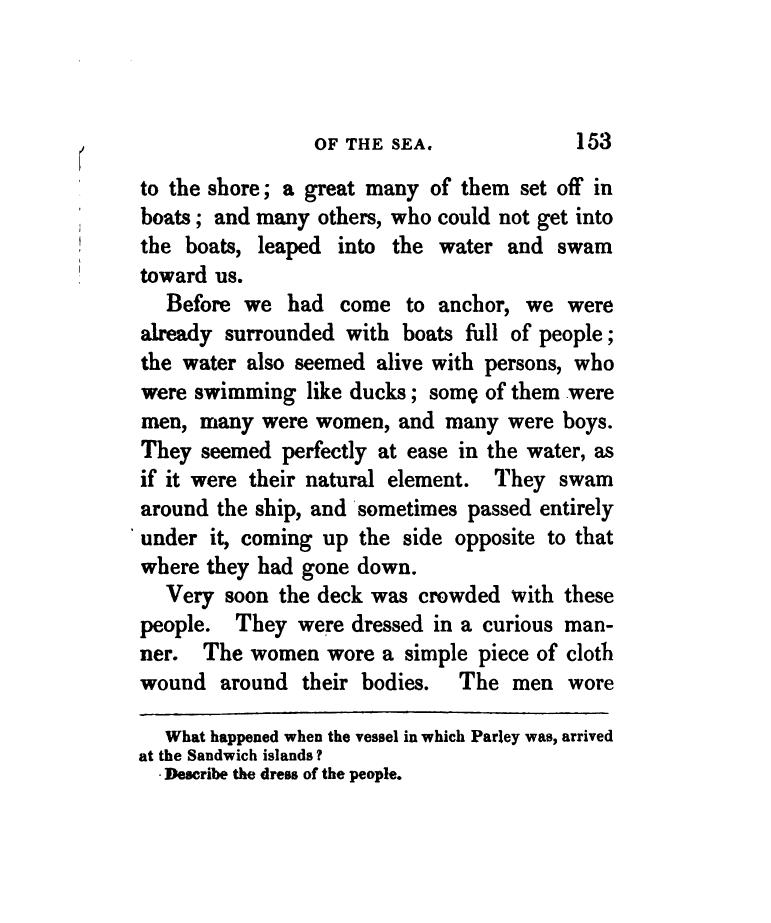 OF THE SEA. 153
to the shore; a great many of them set off in
boats; and many others, who could not get into
the boats, leaped into the water and swam
toward us.
Before we had come to anchor, we were
already surrounded with boats full of people;
the water also seemed alive with persons, who
were swimming like ducks; some of them were
men, many were women, and many were boys.
They seemed perfectly at ease in the water, as
if it were their natural element. They swam
around the ship, and sometimes passed entirely
under it, coming up the side opposite to that
where they had gone down.
Very soon the deck was crowded with these
people. They were dressed in a curious man-
ner. The women wore a simple piece of cloth
wound around their bodies. The men wore
What happened when the vessel in which Parley was, arrived
at the Sandwich islands?
Describe the dress of the people.